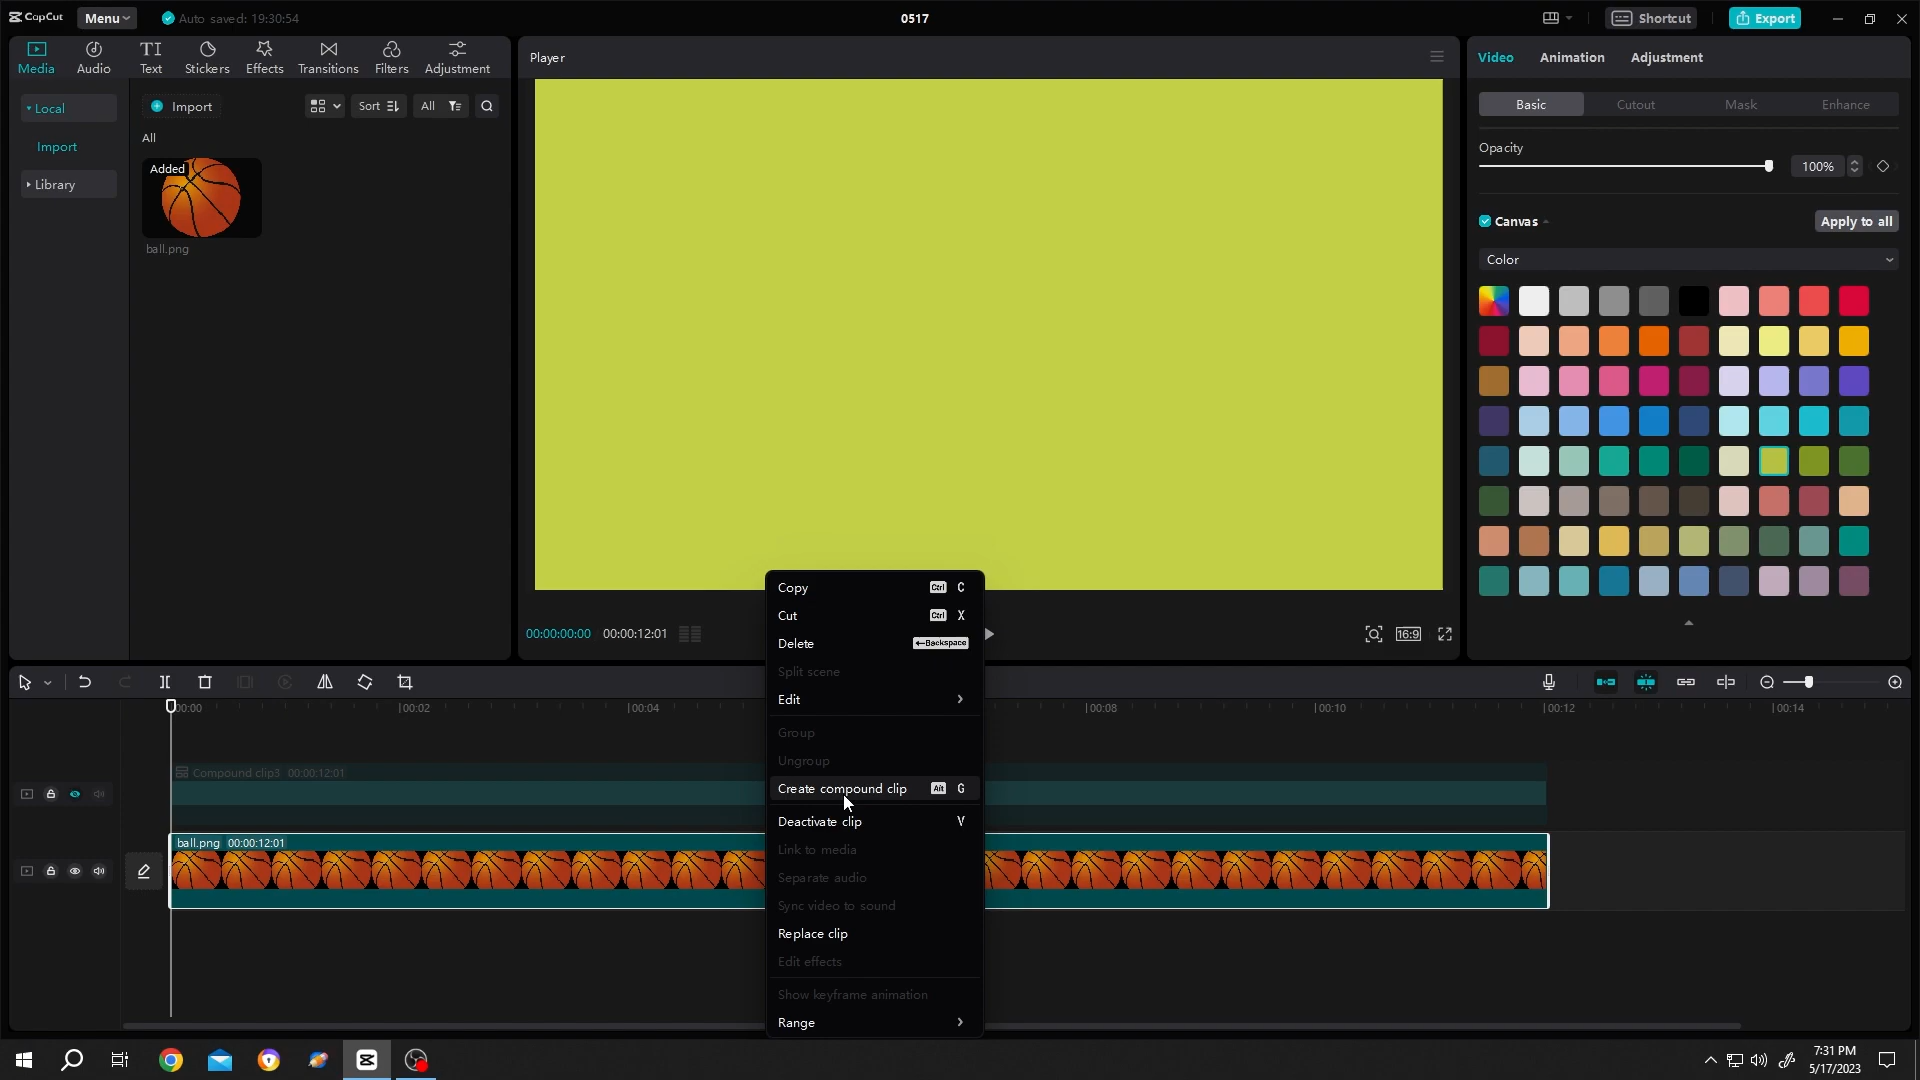 CapCut
Menu
Auto saved: 19:30:54
0517
Shortcut
Export
Media
Audio
TI
Text
Stickers
Effects
Transitions
Filters
Adjustment
Local
Import
Library
Import
Sort
All
All
Added
ball.png
Player
00:00:00:00
00:00:12:01
16:9
Video
Animation
Adjustment
Basic
Cutout
Mask
Enhance
Opacity
100%
Canvas
Apply to all
Color
Copy Ctrl C
Cut Ctrl X
Delete ←Backspace
Split scene
Edit
Group
Ungroup
Create compound clip Alt G
Deactivate clip V
Link to media
Separate audio
Sync video to sound
Replace clip
Edit effects
Show keyframe animation
Range
00:00
00:02
00:04
00:08
00:10
00:12
00:14
Compound clip3 00:00:12:01
ball.png 00:00:12:01
7:31 PM
5/17/2023